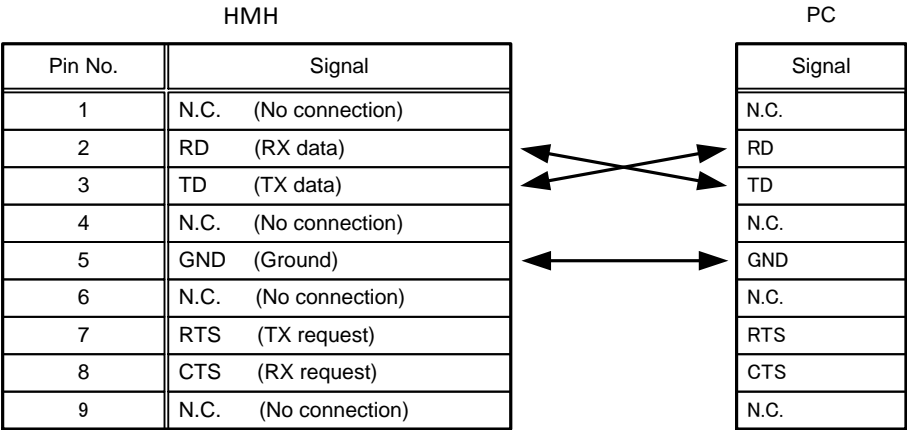 HMH PC
Pin No. Signal Signal
1 N.C. (No connection) N.C.
2 RD (RX data) RD
3 TD (TX data) TD
4 N.C. (No connection) N.C.
5 GND (Ground) GND
6 N.C. (No connection) N.C.
7 RTS (TX request) RTS
8 CTS (RX request) CTS
9 N.C. (No connection) N.C.